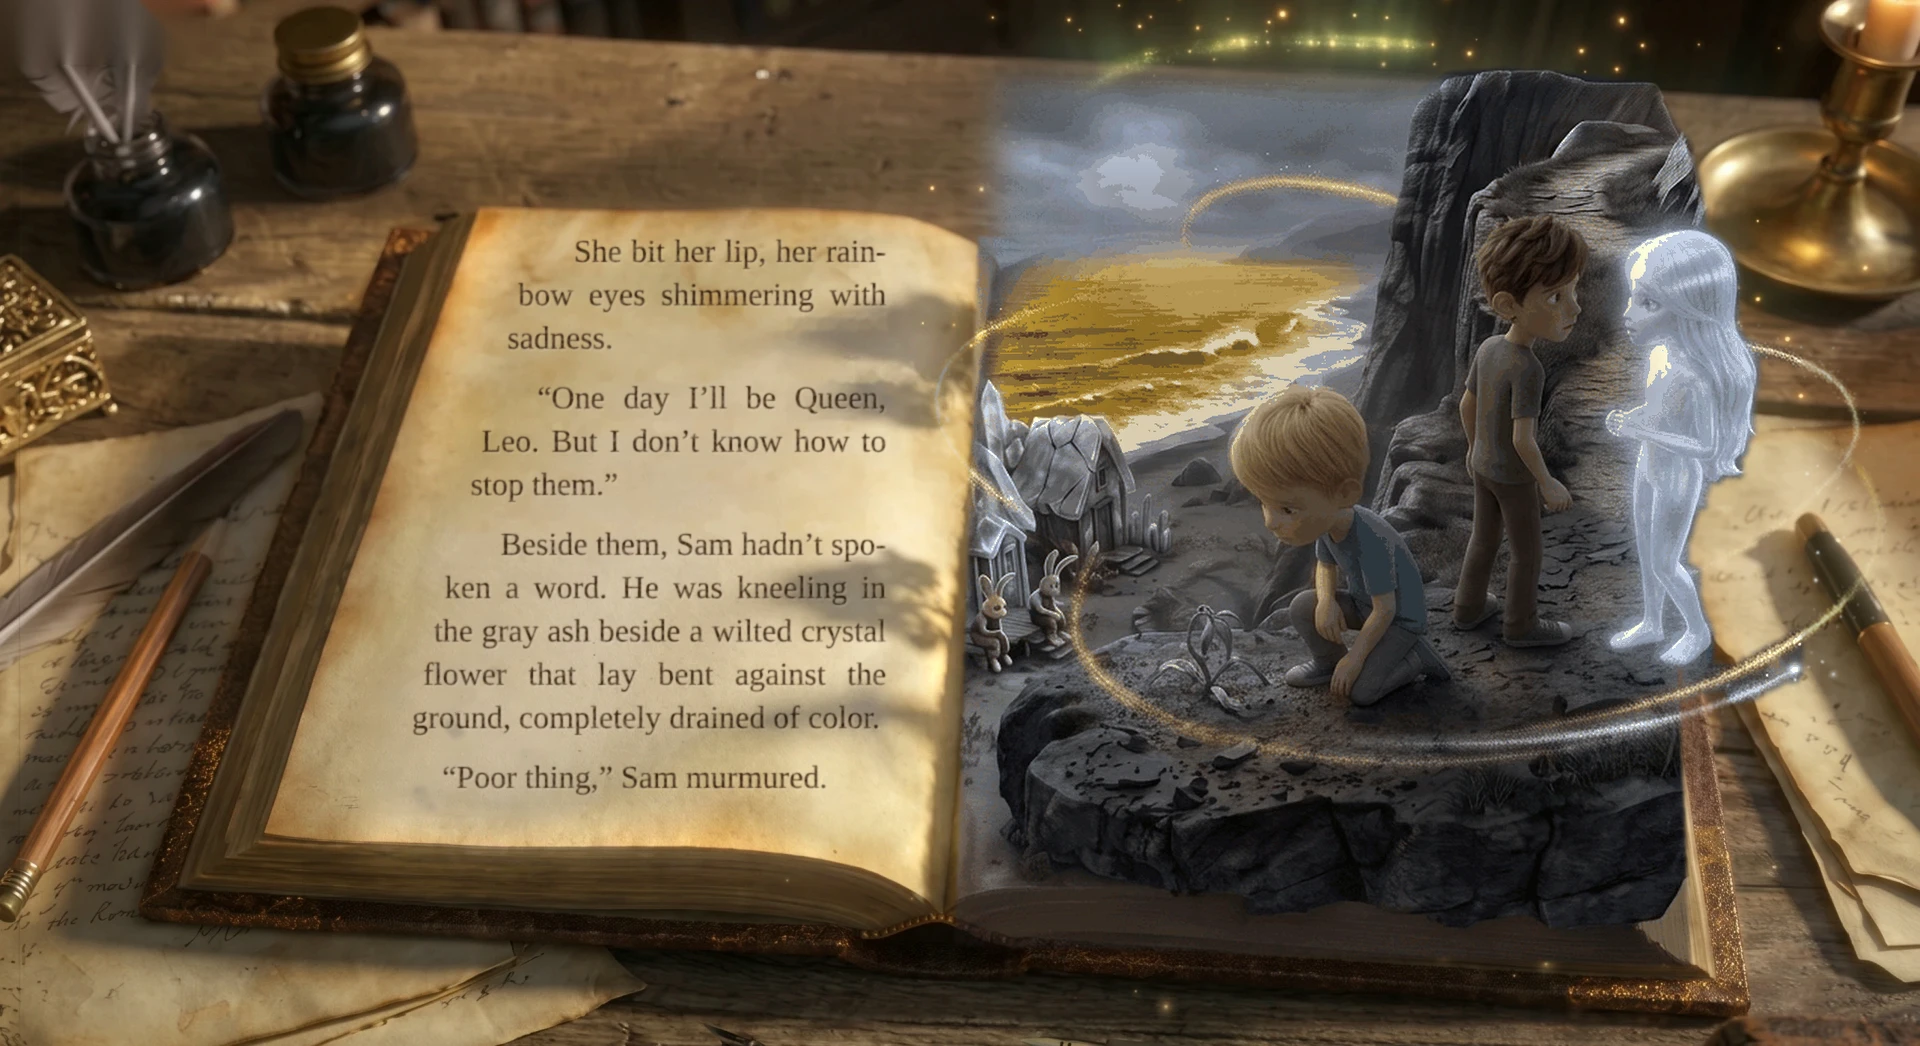 She bit her lip, her rain-
bow eyes shimmering with
sadness.
“One day I’ll be Queen,
Leo. But I don’t know how to
stop them.”
Beside them, Sam hadn’t spo-
ken a word. He was kneeling in
the gray ash beside a wilted crystal
flower that lay bent against the
ground, completely drained of color.
“Poor thing,” Sam murmured.